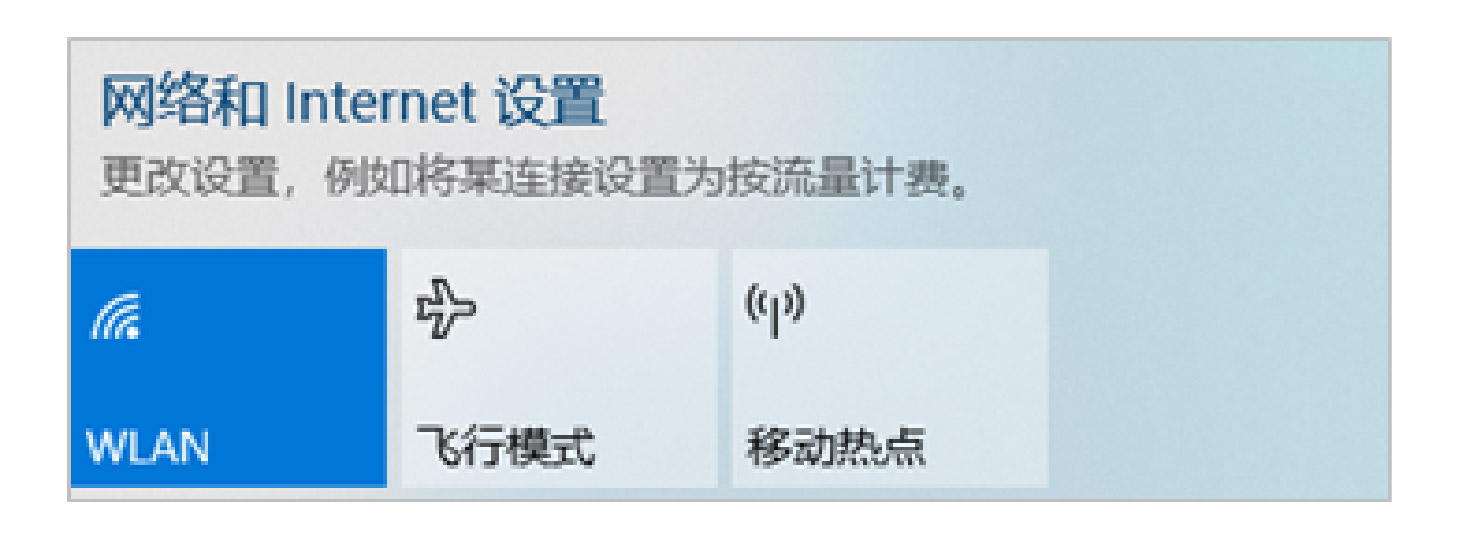 网络和 Internet 设置
更改设置，例如将某连接设置为按流量计费。
WLAN 飞行模式 移动热点